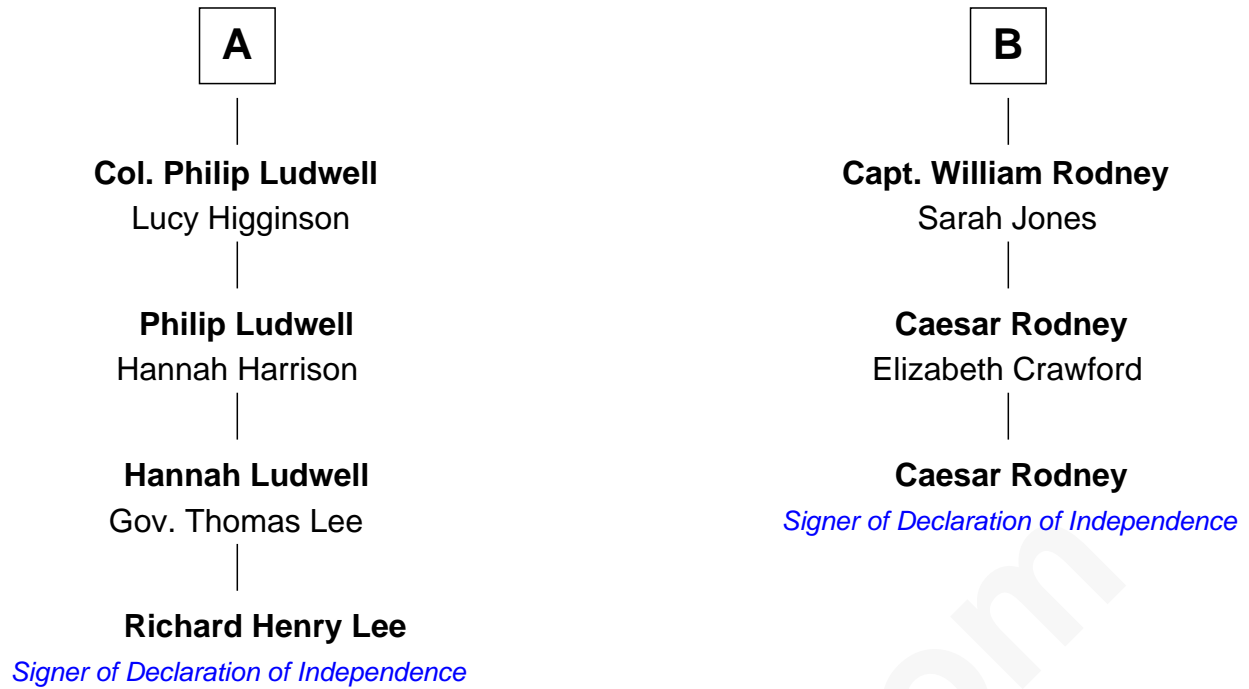 A
Col. Philip Ludwell
Lucy Higginson
Philip Ludwell
Hannah Harrison
Hannah Ludwell
Gov. Thomas Lee
Richard Henry Lee
Signer of Declaration of Independence
B
Capt. William Rodney
Sarah Jones
Caesar Rodney
Elizabeth Crawford
Caesar Rodney
Signer of Declaration of Independence
om